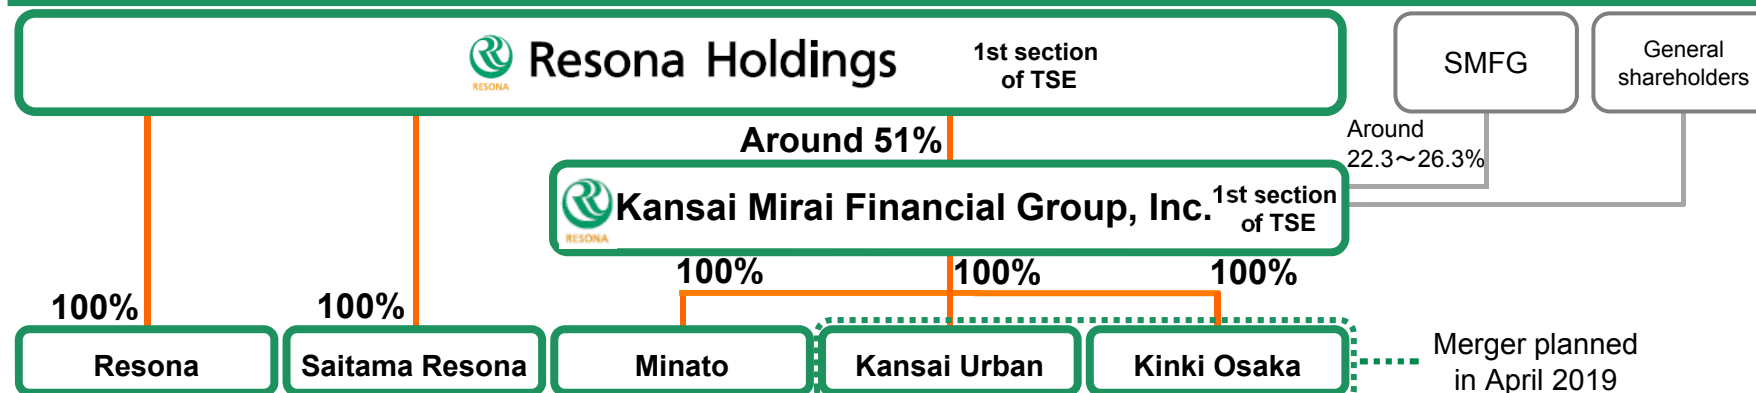 RESONA
Resona Holdings
1st section
of TSE
SMFG
General
shareholders
Around 51%
Around
22.3～26.3%
RESONA
Kansai Mirai Financial Group, Inc.
1st section
of TSE
100%
100%
100%
100%
100%
Resona
Saitama Resona
Minato
Kansai Urban
Kinki Osaka
Merger planned
in April 2019